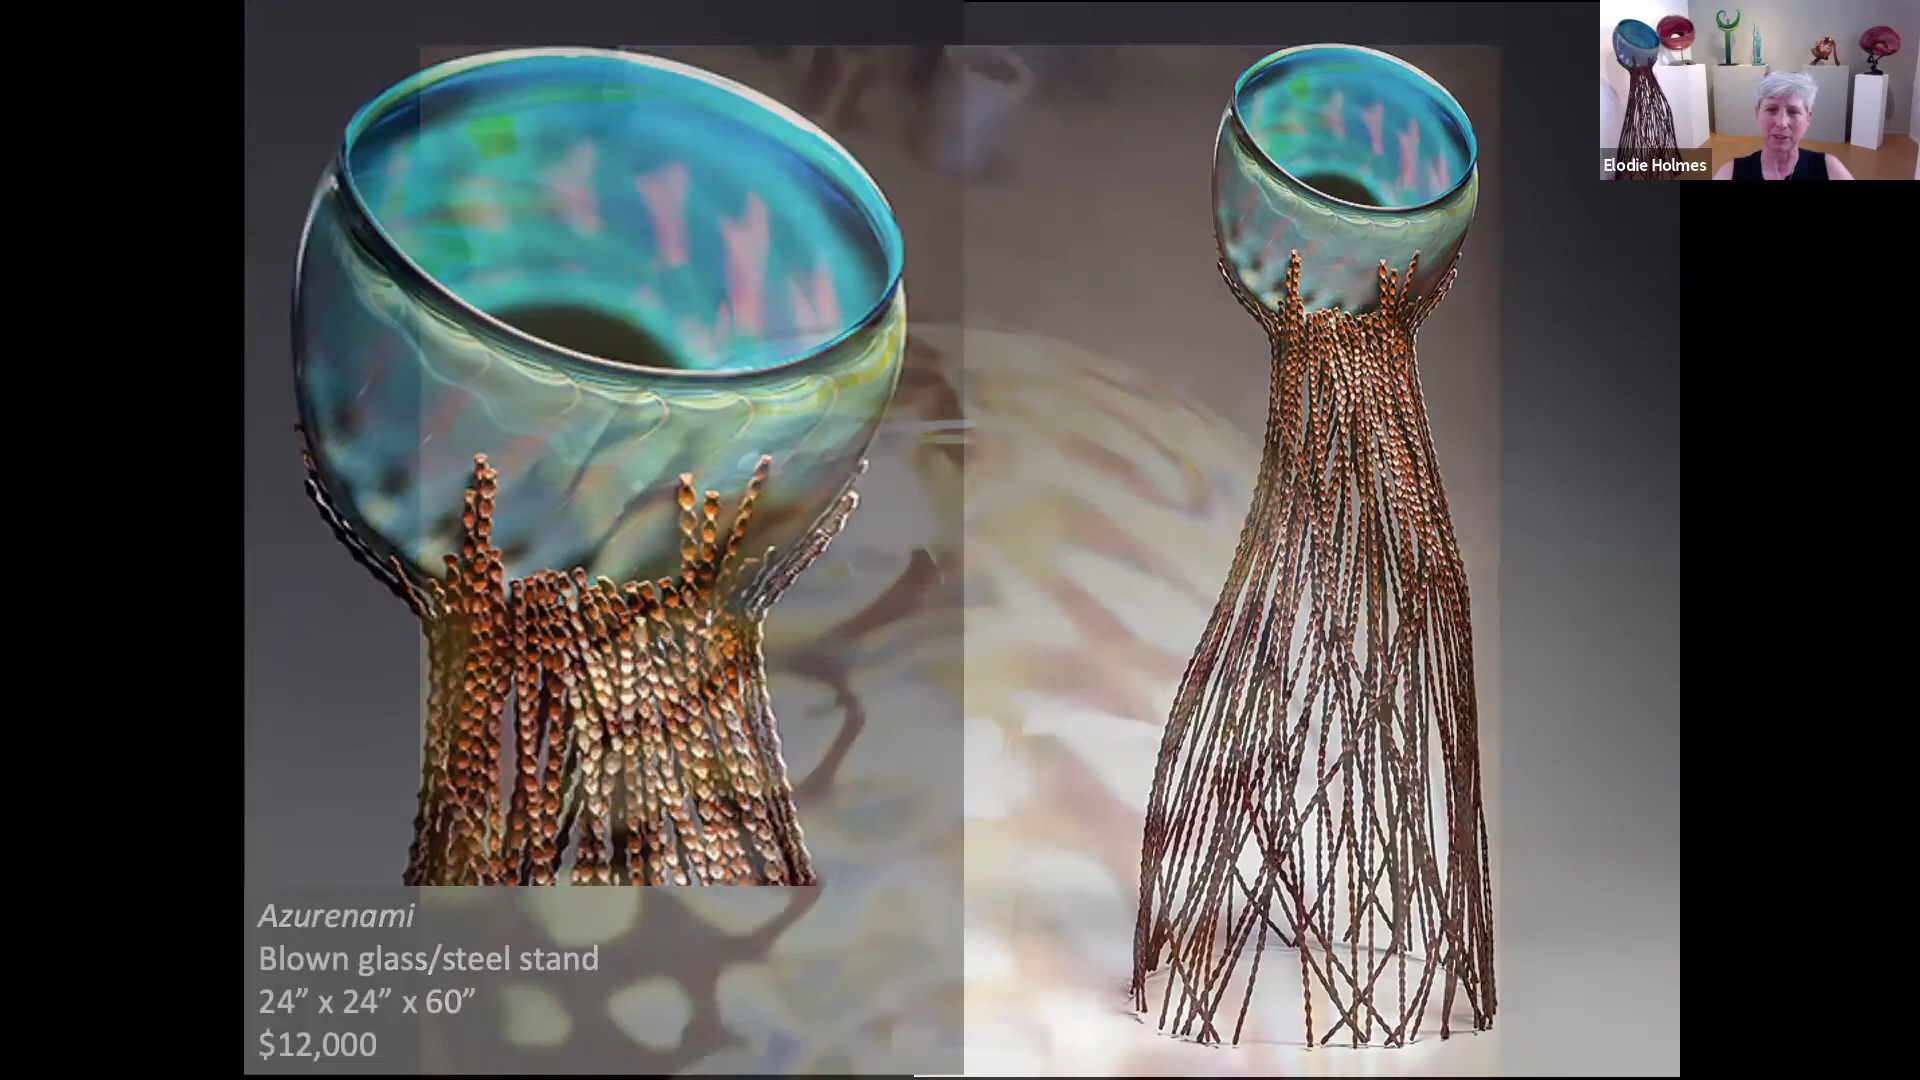 Elodie Holmes
Azurenami
Blown glass/steel stand
24” x 24” x 60”
$12,000